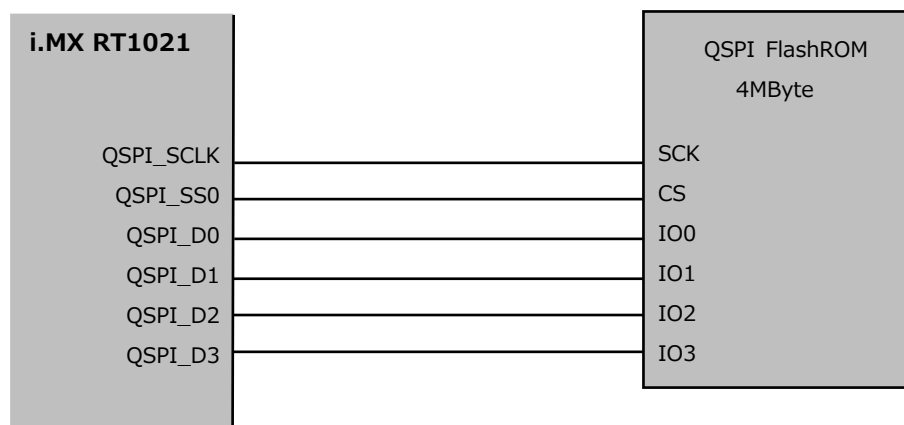 i.MX RT1021
QSPI_SCLK
QSPI_SS0
QSPI_D0
QSPI_D1
QSPI_D2
QSPI_D3
QSPI FlashROM
4MByte
SCK
CS
IO0
IO1
IO2
IO3